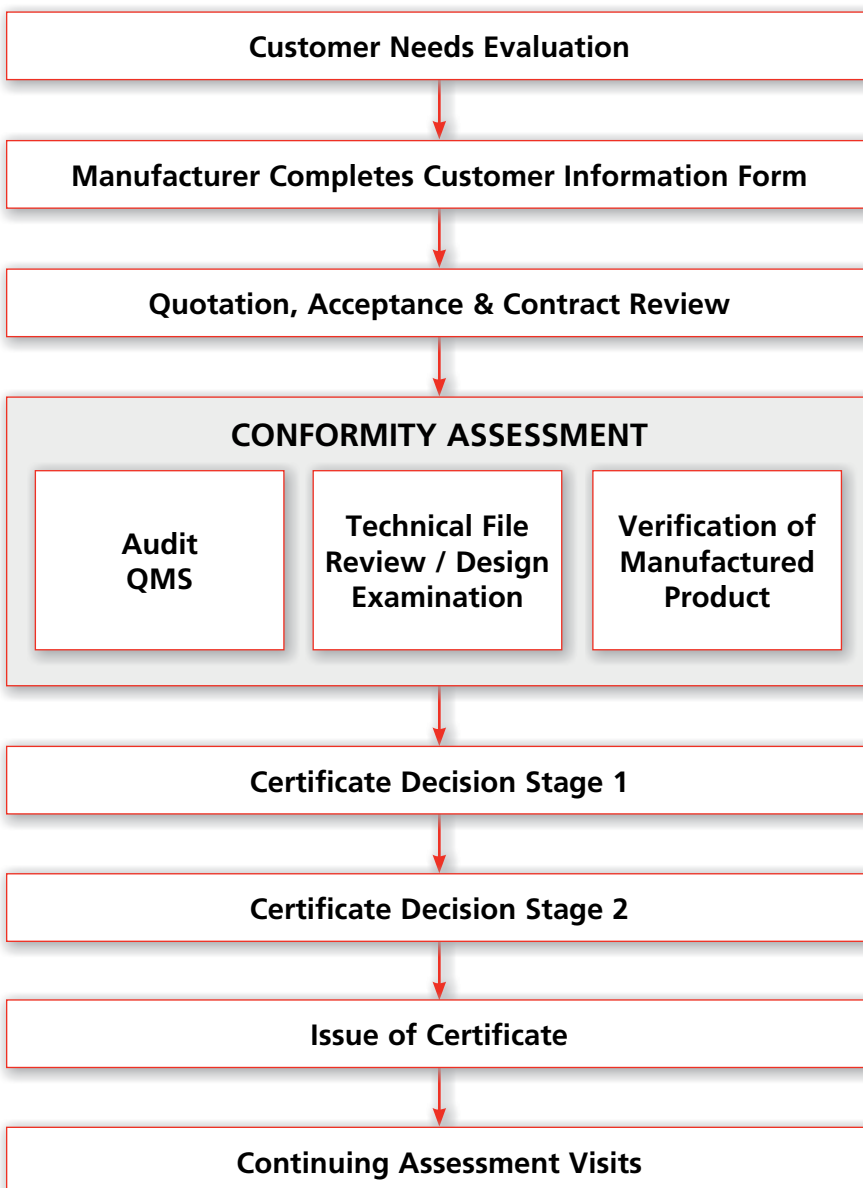 Customer Needs Evaluation
Manufacturer Completes Customer Information Form
Quotation, Acceptance & Contract Review
CONFORMITY ASSESSMENT
Audit
QMS
Technical File
Review / Design
Examination
Verification of
Manufactured
Product
Certificate Decision Stage 1
Certificate Decision Stage 2
Issue of Certificate
Continuing Assessment Visits